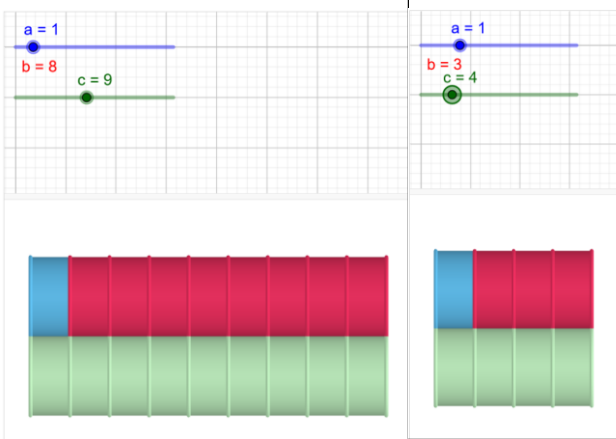 a = 1
b = 8
c = 9
a = 1
b = 3
c = 4